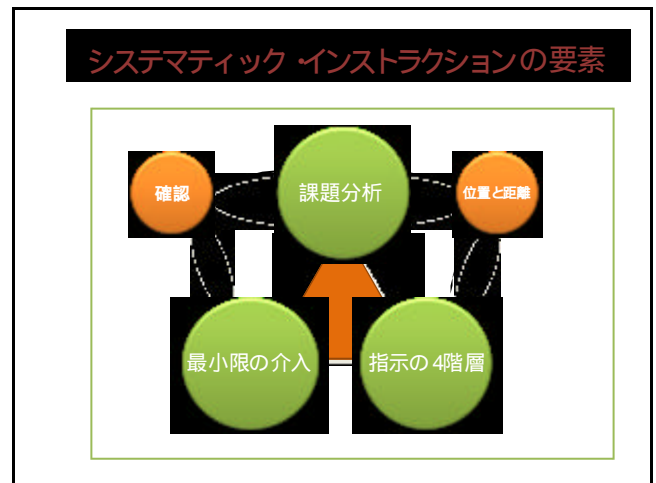 システマティック・インストラクションの要素
確認
課題分析
位置と距離
最小限の介入
指示の4階層